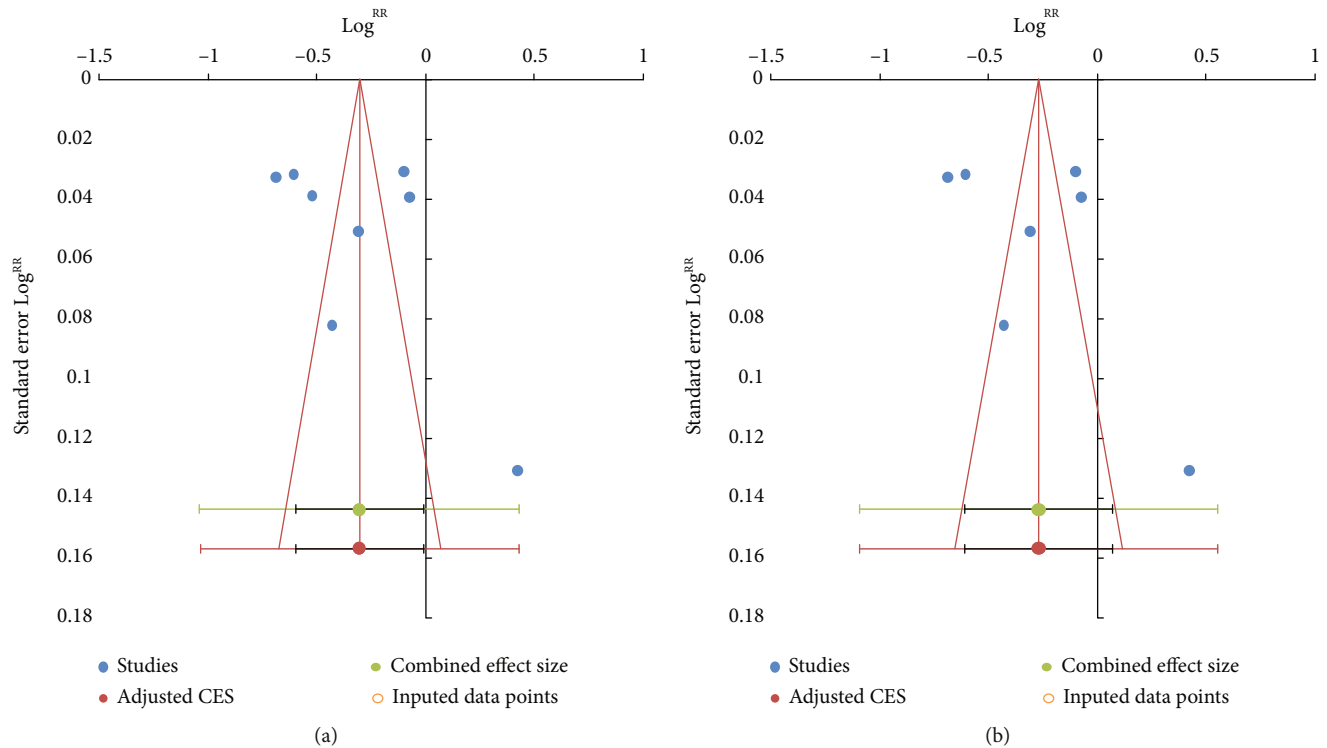 Log^RR
−1.5 −1 −0.5 0 0.5 1
0
0.02
0.04
0.06
0.08
0.1
0.12
0.14
0.16
0.18
Standard error Log^RR
Studies
Combined effect size
Adjusted CES
Inputed data points
(a)
Log^RR
−1.5 −1 −0.5 0 0.5 1
0
0.02
0.04
0.06
0.08
0.1
0.12
0.14
0.16
0.18
Standard error Log^RR
Studies
Combined effect size
Adjusted CES
Inputed data points
(b)